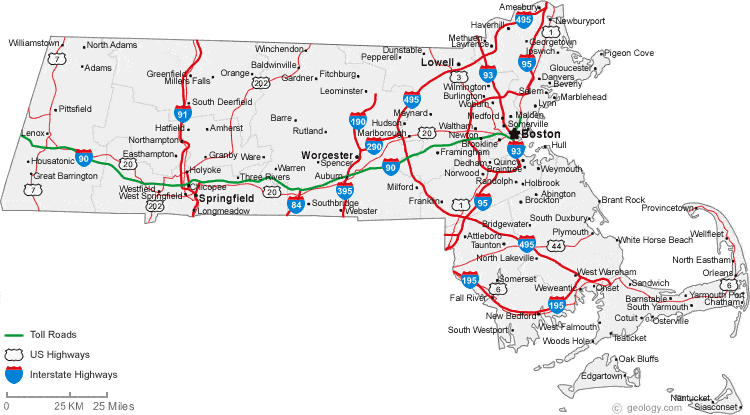 Amesbury
495
Newburyport
Haverhill
1
Methuen
Lawrence
Georgetown
Ipswich
Williamstown
North Adams
7
Winchendon
Dunstable
Pepperell
Pigeon Cove
Adams
Baldwinville
Lowell
95
Gloucester
Greenfield
Millers Falls
Orange
202
Gardner
Fitchburg
3
93
Danvers
Beverly
Leominster
Wilmington
Burlington
Salem
Marblehead
495
Woburn
Lynn
Pittsfield
South Deerfield
91
190
Maynard
Medford
Malden
Barre
Hudson
Somerville
Lenox
Hatfield
Amherst
Rutland
Marlborough
20
Waltham
Newton
Boston
Northampton
290
Brookline
Hull
90
Easthampton
Granby
Ware
Worcester
Framingham
93
Housatonic
20
Spencer
90
Dedham
Quincy
Braintree
Weymouth
Great Barrington
Holyoke
Warren
Auburn
Norwood
7
Westfield
Chicopee
Three Rivers
20
395
Milford
Randolph
Holbrook
West Springfield
Springfield
84
Southbridge
Franklin
1
95
Abington
Brockton
Brant Rock
202
Longmeadow
Webster
Provincetown
Bridgewater
South Duxbury
Attleboro
Taunton
495
44
Plymouth
White Horse Beach
Wellfleet
North Lakeville
North Eastham
195
Somerset
6
West Wareham
Orleans
Weweantic
Onset
Sandwich
6
Fall River
195
Barnstable
Yarmouth Port
Chatham
South Yarmouth
New Bedford
Cotuit
Osterville
South Westport
West Falmouth
Toll Roads
Woods Hole
Teaticket
US Highways
Oak Bluffs
Interstate Highways
Edgartown
Nantucket
0 25 KM 25 Miles
© geology.com
Siasconset